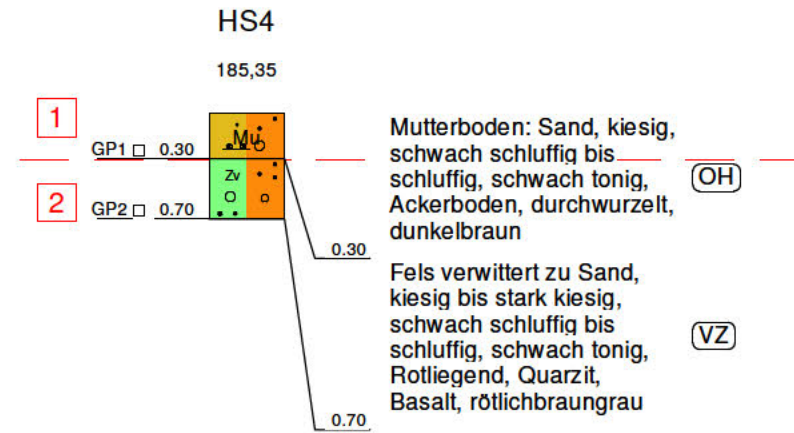 HS4
185,35
1
Mu
GP1 0.30
Zv
2
GP2 0.70
Mutterboden: Sand, kiesig,
schwach schluffig bis
schluffig, schwach tonig,
Ackerboden, durchwurzelt,
dunkelbraun
OH
0.30
Fels verwittert zu Sand,
kiesig bis stark kiesig,
schwach schluffig bis
schluffig, schwach tonig,
Rotliegend, Quarzit,
Basalt, rötlichbraungrau
VZ
0.70